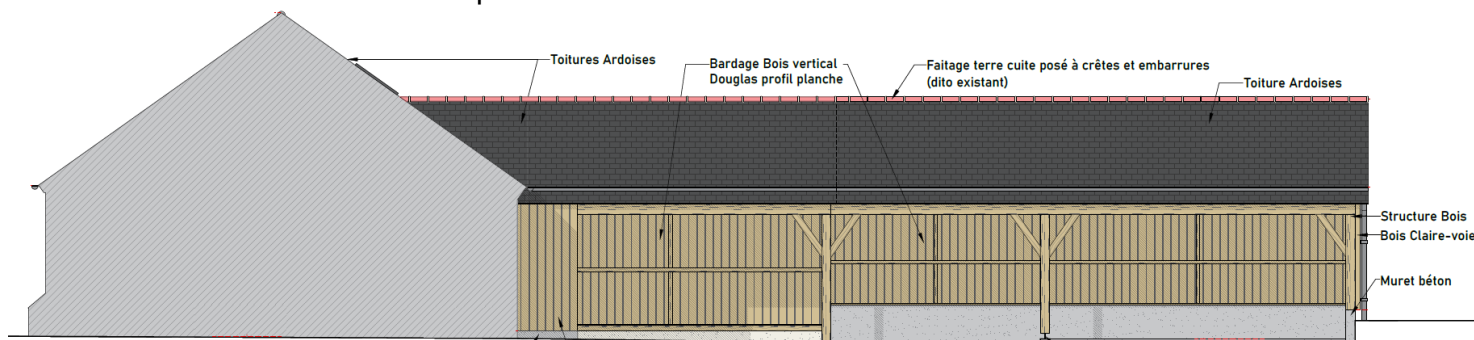 Toitures Ardoises
Bardage Bois vertical
Douglas profil planche
Faitage terre cuite posé à crêtes et embarrures
(dito existant)
Toiture Ardoises
Structure Bois
Bois Claire-voie
Muret béton